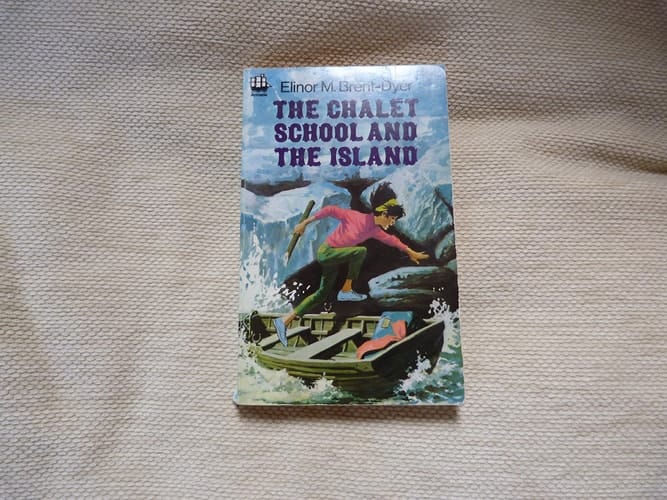 Elinor M. Brent-Dyer
THE CHALET
SCHOOL AND
THE ISLAND